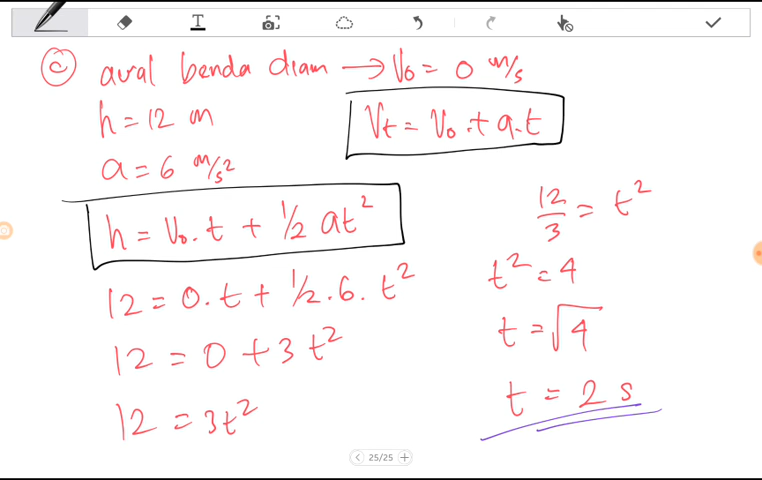 T
ⓒ awal benda diam → V₀ = 0 m/s
h = 12 m
Vt = V₀ + a.t
a = 6 m/s²
h = V₀.t + 1/2 at²
12 = 0.t + 1/2.6.t²
12 = 0 + 3t²
12 = 3t²
12/3 = t²
t² = 4
t = √4
t = 2 s
25/25